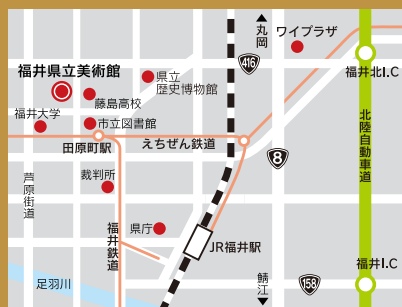 ▲丸岡
ワイプラザ
416
福井県立美術館
県立
歴史博物館
福井北I.C
藤島高校
福井大学
市立図書館
えちぜん鉄道
田原町駅
8
北陸自動車道
芦原街道
裁判所
福井鉄道
県庁
JR福井駅
福井I.C
足羽川
鯖江▼
158